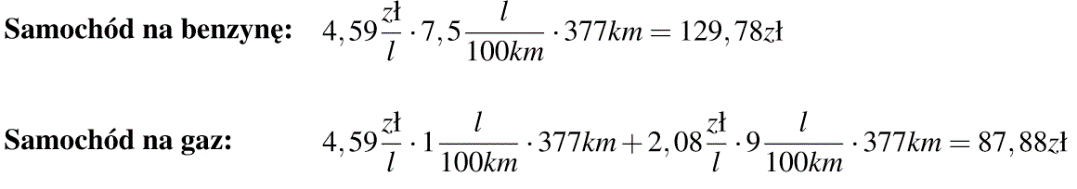 Samochód na benzynę: 4,59 zł/l · 7,5 l/100km · 377km = 129,78zł
Samochód na gaz: 4,59 zł/l · 1 l/100km · 377km + 2,08 zł/l · 9 l/100km · 377km = 87,88zł